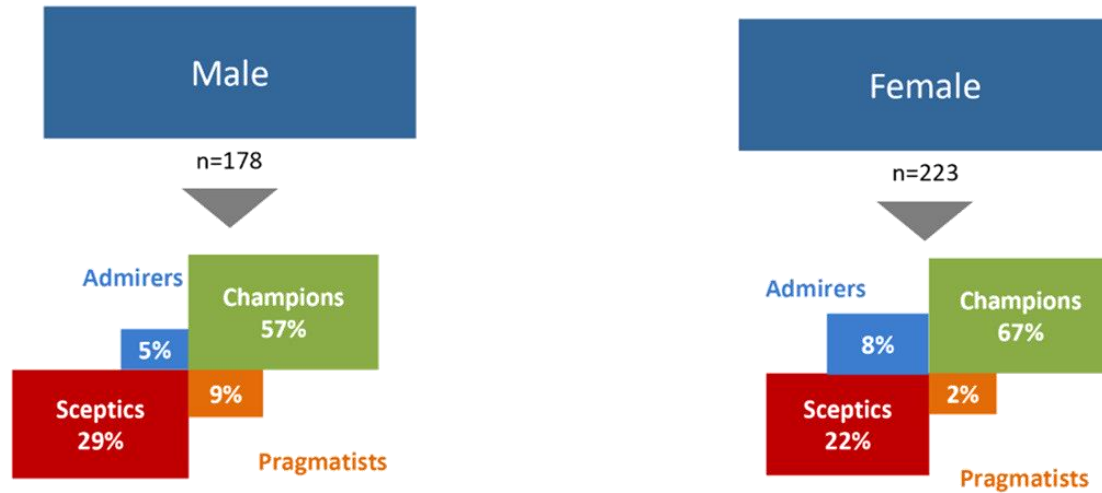 Male
n=178
Admirers
Champions
57%
5%
9%
Sceptics
29%
Pragmatists
Female
n=223
Admirers
Champions
67%
8%
2%
Sceptics
22%
Pragmatists